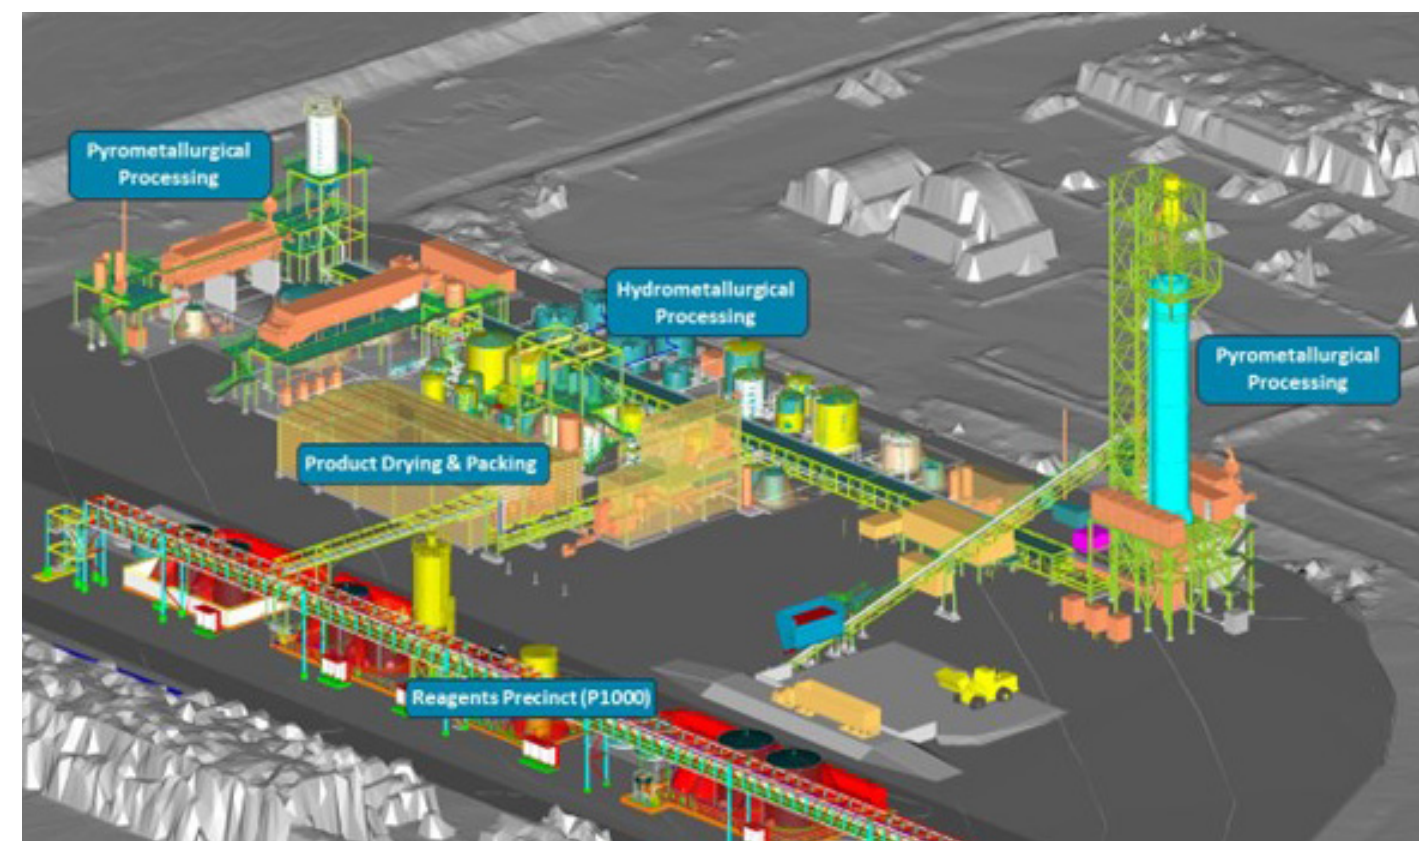 Pyrometallurgical
Processing
Hydrometallurgical
Processing
Pyrometallurgical
Processing
Product Drying & Packing
Reagents Precinct (P1000)